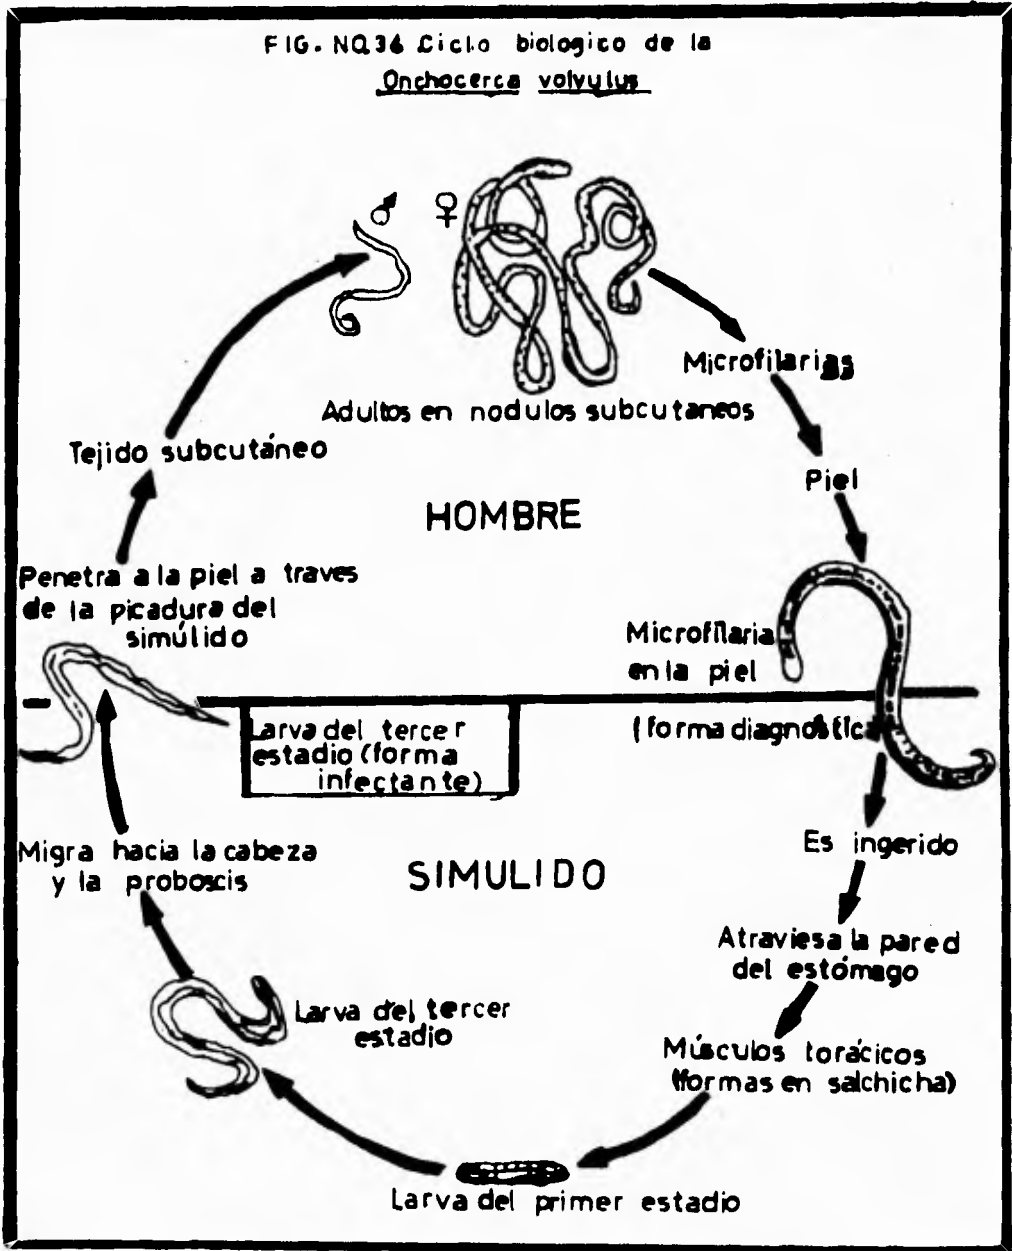 FIG. NO.36 Ciclo biologico de la
Onchocerca volvulus
♂ ♀
Adultos en nodulos subcutaneos
Microfilarias
Piel
Tejido subcutáneo
HOMBRE
Penetra a la piel a traves
de la picadura del
simúlido
Microfilaria
en la piel
(forma diagnóstica
Larva del tercer
estadio (forma
infectante)
Es ingerido
Migra hacia la cabeza
y la proboscis
SIMULIDO
Atraviesa la pared
del estómago
Larva del tercer
estadio
Músculos torácicos
(formas en salchicha)
Larva del primer estadio